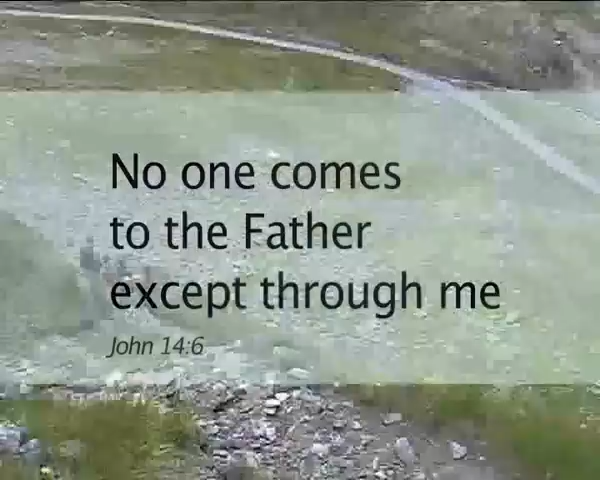 No one comes
to the Father
except through me
John 14:6